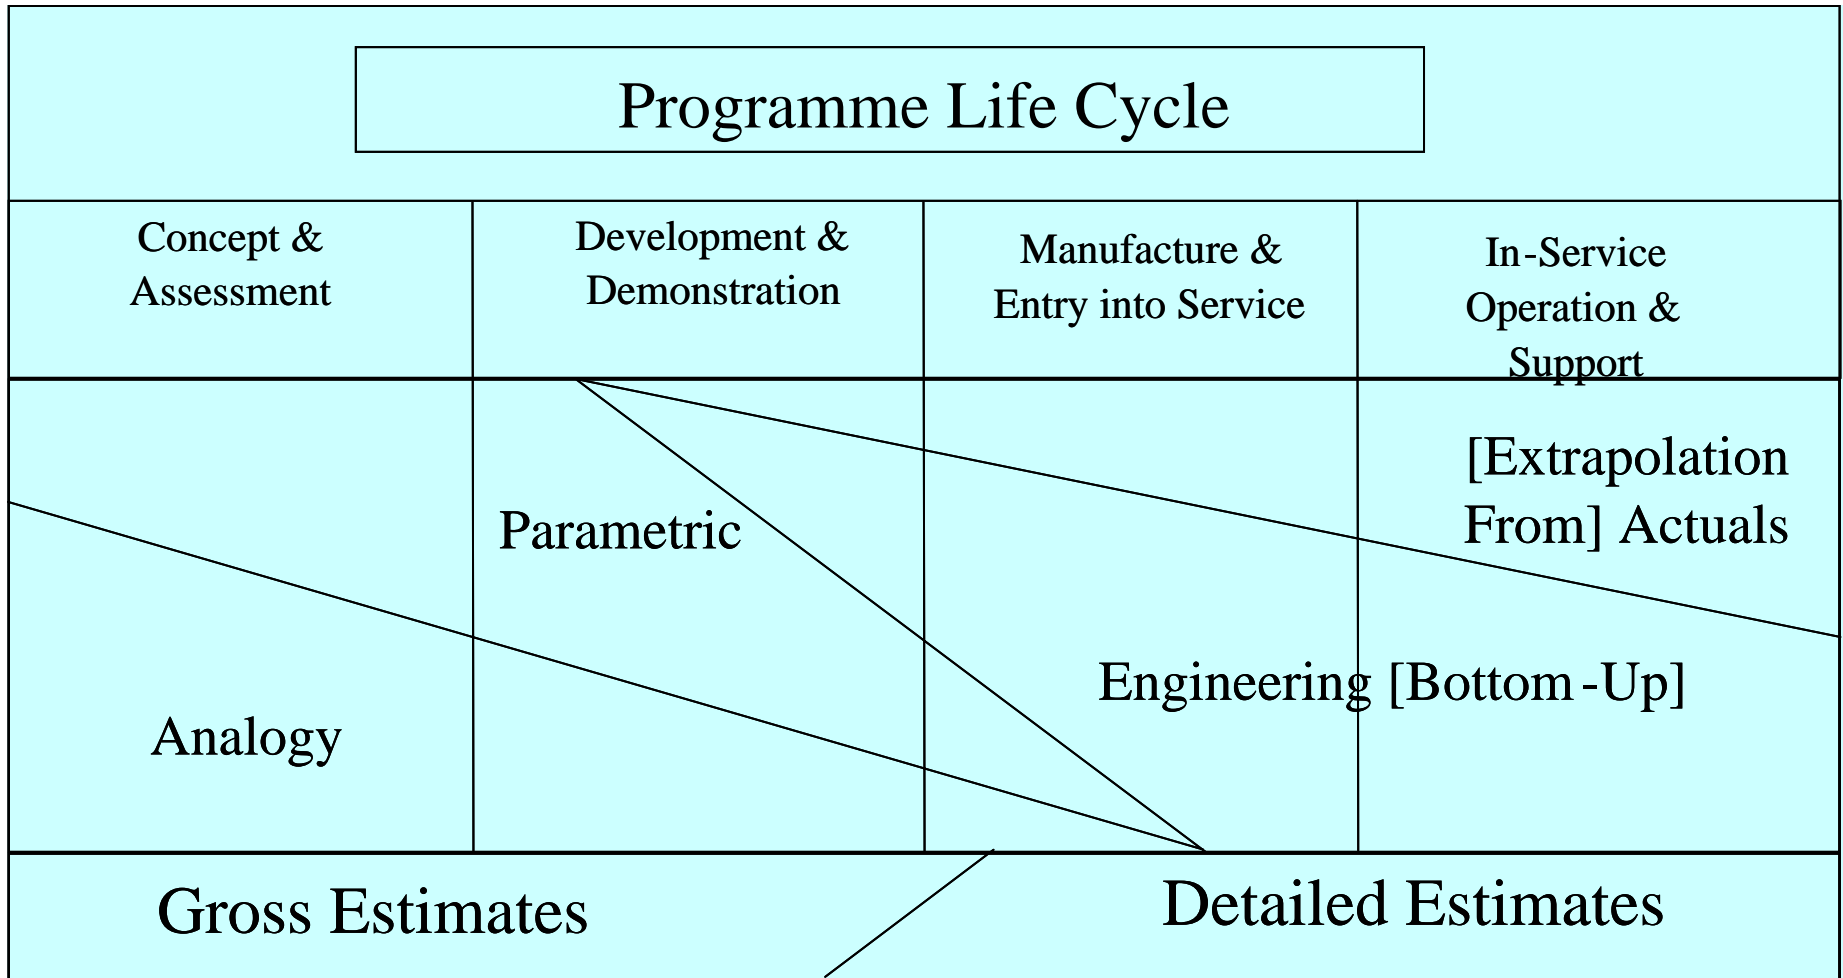 Programme Life Cycle
Concept &
Assessment
Development &
Demonstration
Manufacture &
Entry into Service
In-Service
Operation &
Support
[Extrapolation
From] Actuals
Parametric
Engineering [Bottom-Up]
Analogy
Gross Estimates
Detailed Estimates